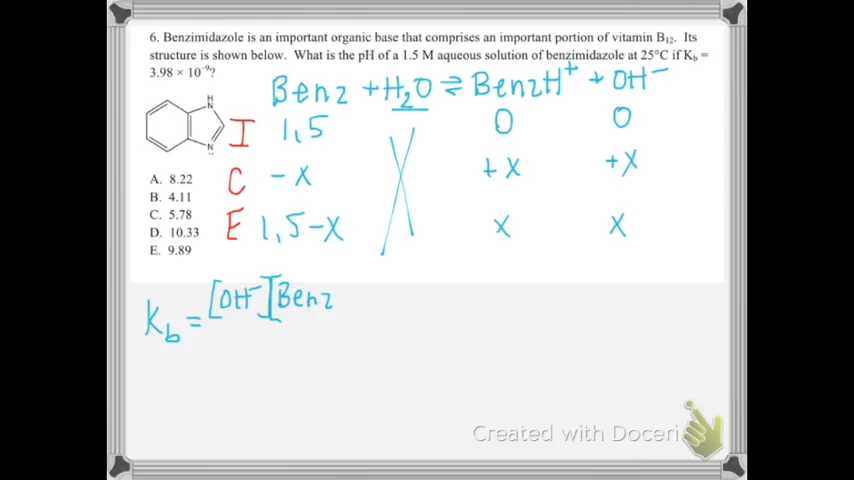 6. Benzimidazole is an important organic base that comprises an important portion of vitamin B₁₂. Its
structure is shown below. What is the pH of a 1.5 M aqueous solution of benzimidazole at 25°C if K_b =
3.98 × 10⁻⁹?
Benz + H₂O ⇌ BenzH⁺ + OH⁻
H
N
N
I 1,5 0 0
C -X +X +X
E 1,5-X X X
A. 8.22
B. 4.11
C. 5.78
D. 10.33
E. 9.89
K_b = [OH⁻][Benz
Created with Doceri